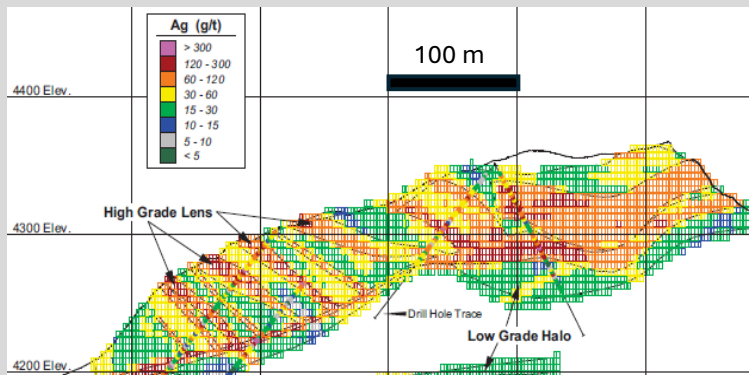 Ag (g/t)
> 300
120 - 300
60 - 120
30 - 60
15 - 30
10 - 15
5 - 10
< 5
100 m
4400 Elev.
High Grade Lens
4300 Elev.
Drill Hole Trace
Low Grade Halo
4200 Elev.